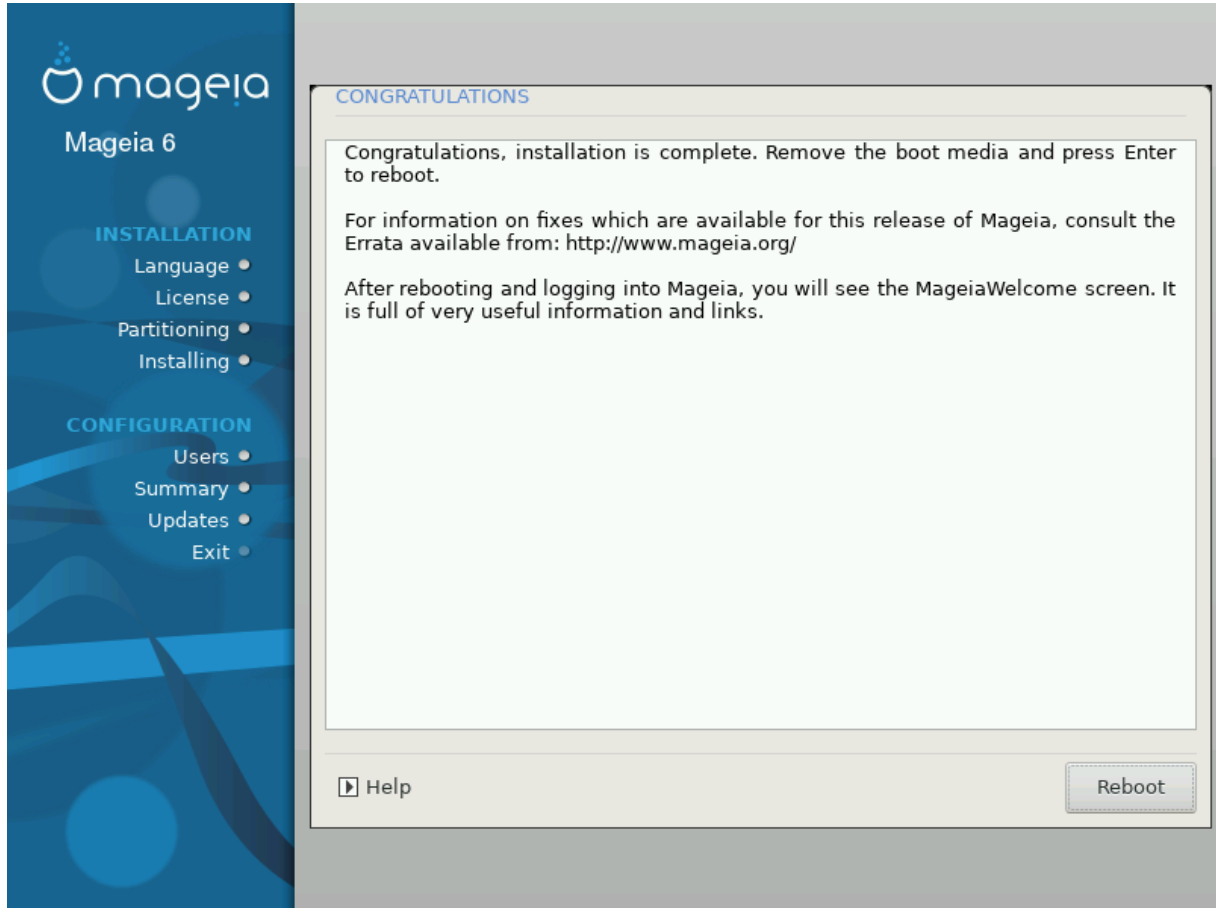 mageia
Mageia 6
INSTALLATION
Language
License
Partitioning
Installing
CONFIGURATION
Users
Summary
Updates
Exit
CONGRATULATIONS
Congratulations, installation is complete. Remove the boot media and press Enter
to reboot.
For information on fixes which are available for this release of Mageia, consult the
Errata available from: http://www.mageia.org/
After rebooting and logging into Mageia, you will see the MageiaWelcome screen. It
is full of very useful information and links.
Help
Reboot